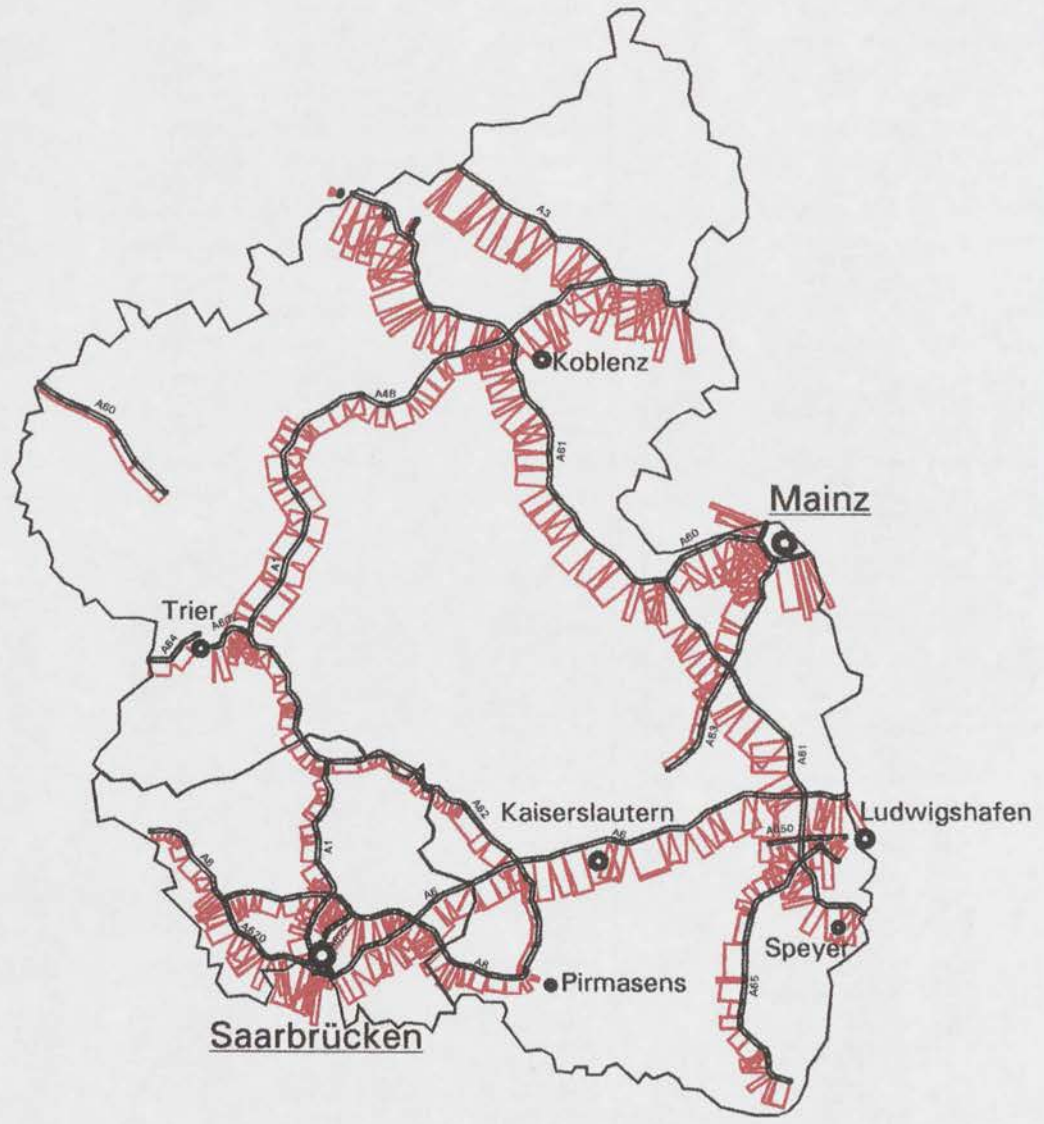 A3
Koblenz
A48
A60
A61
Mainz
A60
Trier
A1
A64
A63
A61
Kaiserslautern
Ludwigshafen
A62
A6
A650
A8
A1
A6
A620
Speyer
A8
Pirmasens
A65
Saarbrücken